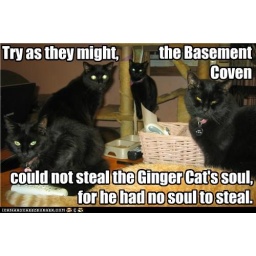 Try as they might, the Basement
Coven
could not steal the Ginger Cat's soul,
for he had no soul to steal.